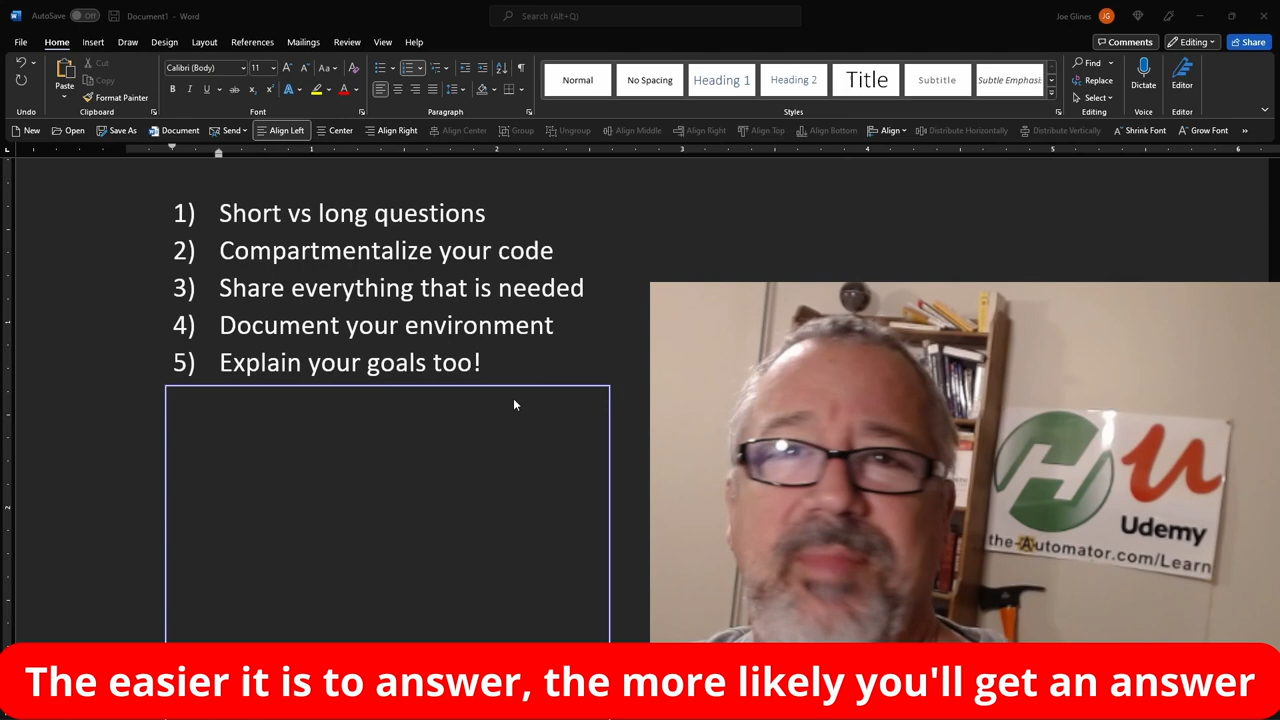 AutoSave Off Document1 - Word Search (Alt+Q) Joe Glines JG
File Home Insert Draw Design Layout References Mailings Review View Help Comments Editing Share
Cut
Copy
Paste
Format Painter
Calibri (Body) 11
Normal No Spacing Heading 1 Heading 2 Title Subtitle Subtle Emphasis
Find
Replace
Select
Dictate
Editor
Undo Clipboard Font Paragraph Styles Editing Voice Editor
New Open Save As Document Send Align Left Center Align Right Align Center Group Ungroup Align Middle Align Right Align Top Align Bottom Align Distribute Horizontally Distribute Vertically Shrink Font Grow Font
1 2 3 4 5 6
1) Short vs long questions
2) Compartmentalize your code
3) Share everything that is needed
4) Document your environment
5) Explain your goals too!
H u
Udemy
the-Automator.com/Learn
The easier it is to answer, the more likely you'll get an answer